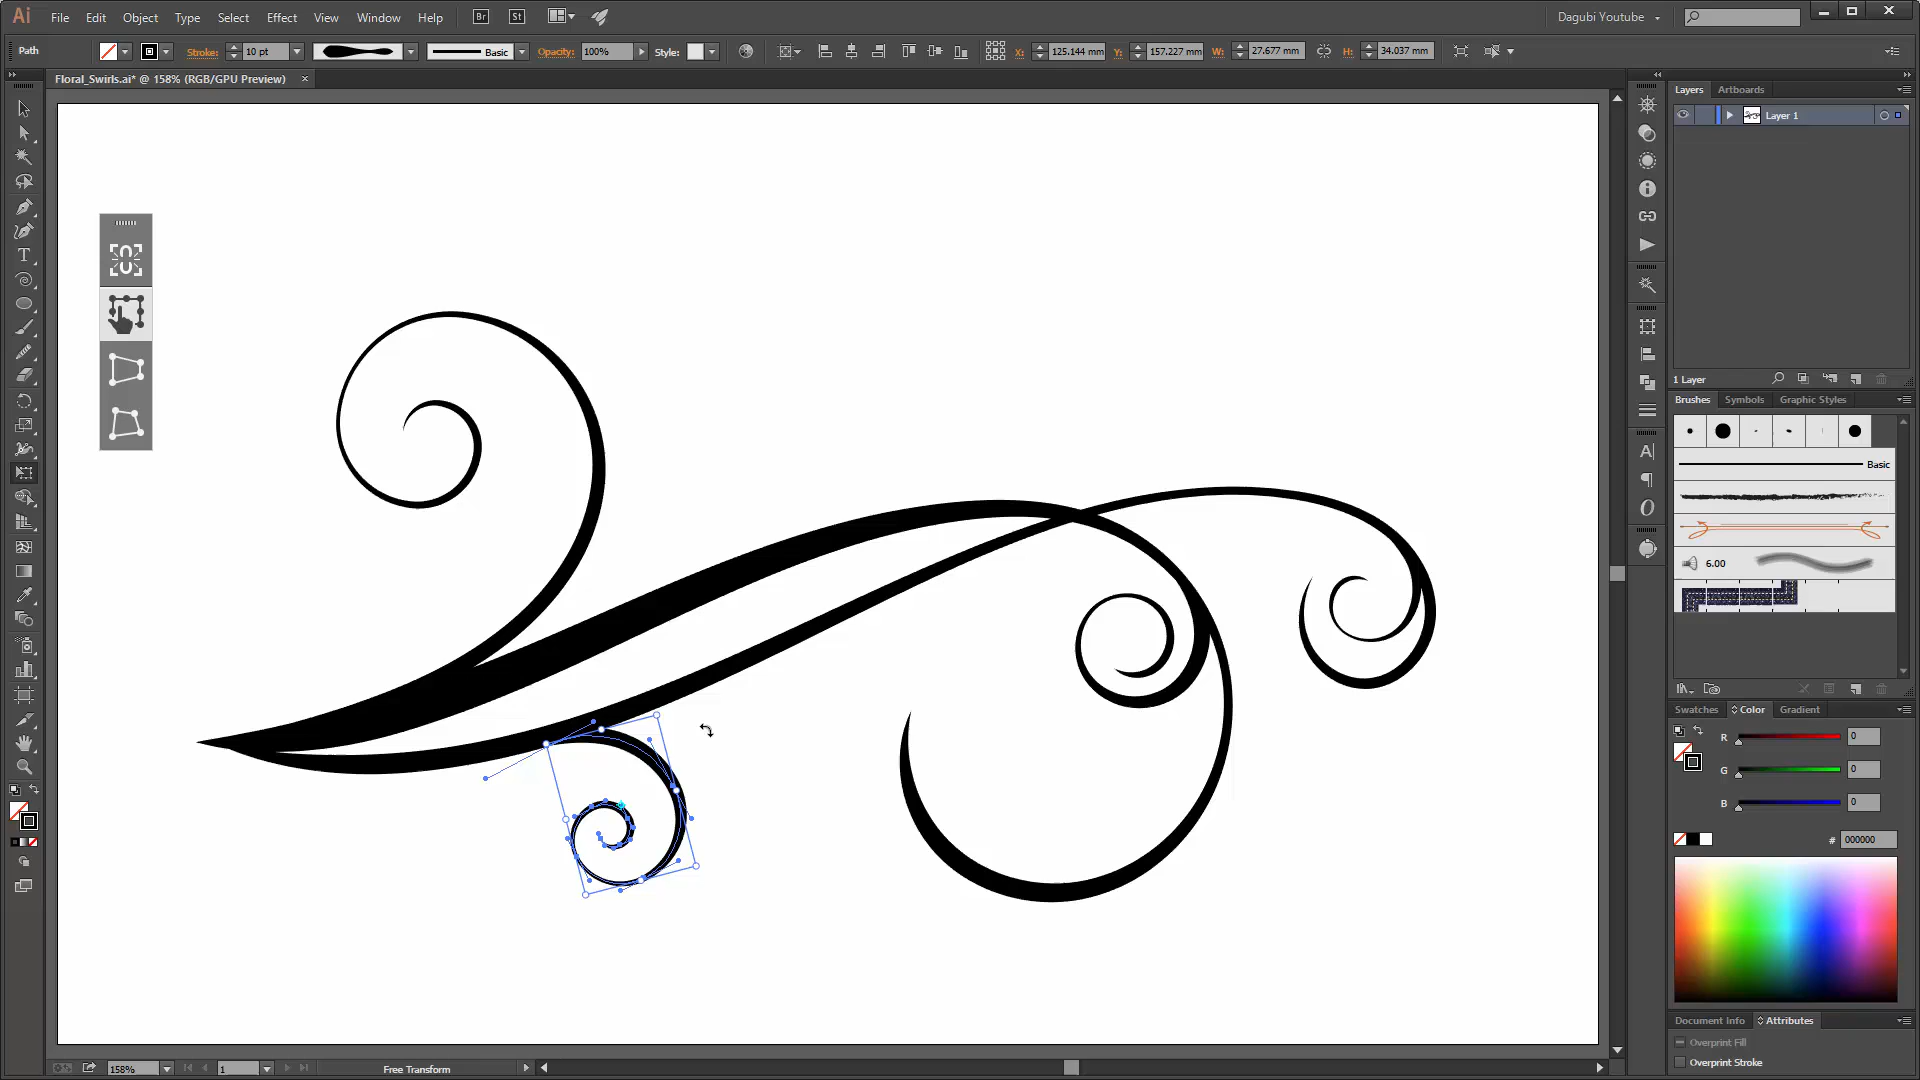 Ai File Edit Object Type Select Effect View Window Help Br St Dagubi Youtube
Path Stroke: 10 pt Basic Opacity: 100% Style: X: 125.144 mm Y: 157.227 mm W: 27.677 mm H: 34.037 mm
Floral_Swirls.ai* @ 158% (RGB/GPU Preview) ×
Layers Artboards
Layer 1
1 Layer
Brushes Symbols Graphic Styles
Basic
6.00
Swatches Color Gradient
R 0
G 0
B 0
# 000000
Document Info Attributes
Overprint Fill
Overprint Stroke
158% 1 Free Transform